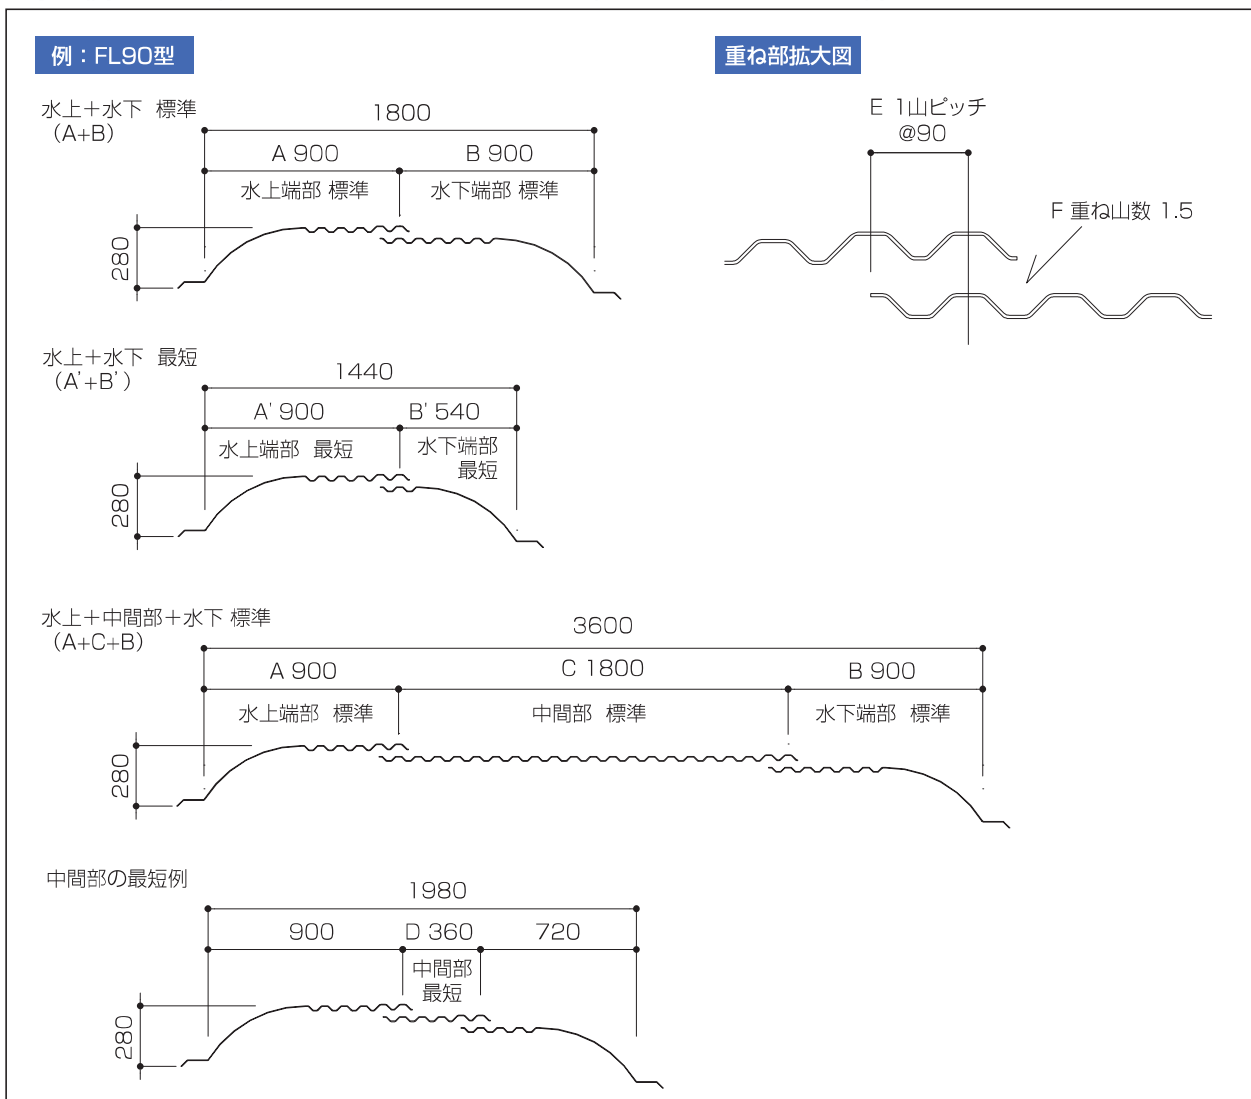 例：FL90型
重ね部拡大図
水上＋水下 標準
（A+B）
1800
A 900
B 900
水上端部 標準
水下端部 標準
280
E 1山ピッチ
@90
F 重ね山数 1.5
水上＋水下 最短
（A'+B'）
1440
A' 900
B' 540
水上端部 最短
水下端部
最短
280
水上＋中間部＋水下 標準
（A+C+B）
3600
A 900
C 1800
B 900
水上端部 標準
中間部 標準
水下端部 標準
280
中間部の最短例
1980
900
D 360
720
中間部
最短
280